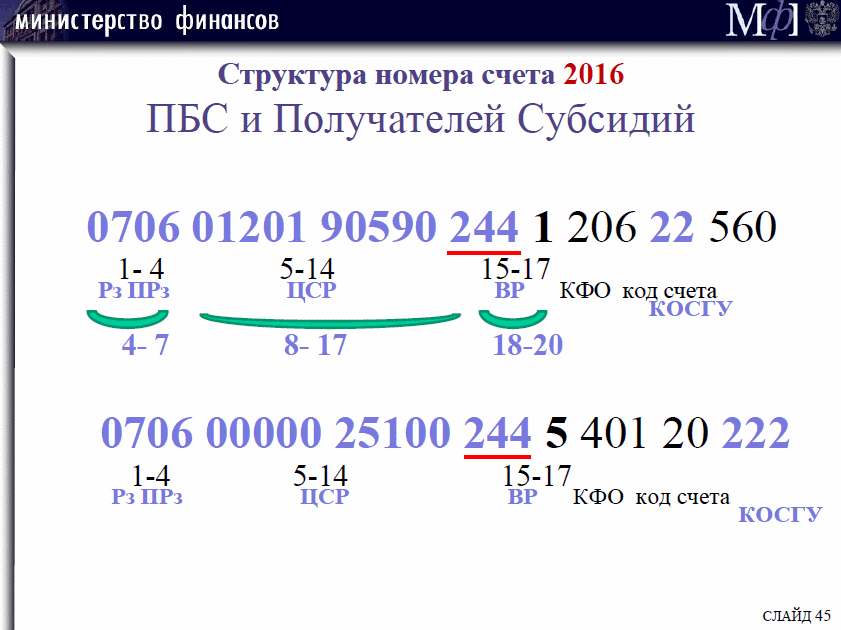 министерство финансов
Мф]
Структура номера счета 2016
ПБС и Получателей Субсидий
0706 01201 90590 244 1 206 22 560
1- 4 5-14 15-17
Рз ПРз ЦСР ВР КФО код счета
КОСГУ
4- 7 8- 17 18-20
0706 00000 25100 244 5 401 20 222
1-4 5-14 15-17
Рз ПРз ЦСР ВР КФО код счета
КОСГУ
СЛАЙД 45